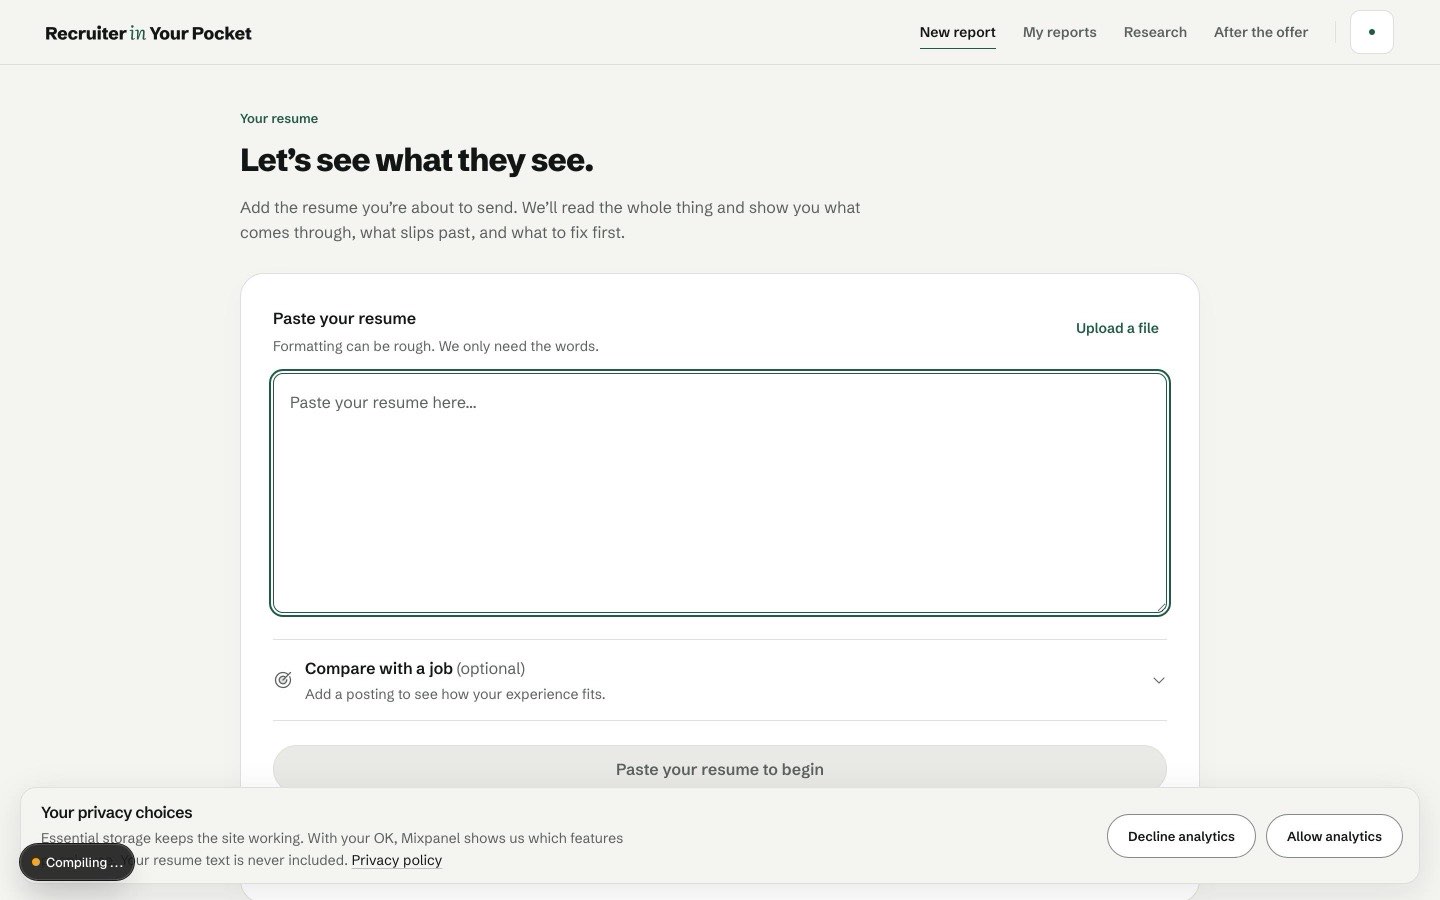 Recruiter in Your Pocket
New report
My reports
Research
After the offer
Your resume
Let’s see what they see.
Add the resume you’re about to send. We’ll read the whole thing and show you what
comes through, what slips past, and what to fix first.
Paste your resume
Upload a file
Formatting can be rough. We only need the words.
Paste your resume here...
Compare with a job (optional)
Add a posting to see how your experience fits.
Paste your resume to begin
Your privacy choices
Essential storage keeps the site working. With your OK, Mixpanel shows us which features
our resume text is never included. Privacy policy
Decline analytics
Allow analytics
Compiling ...